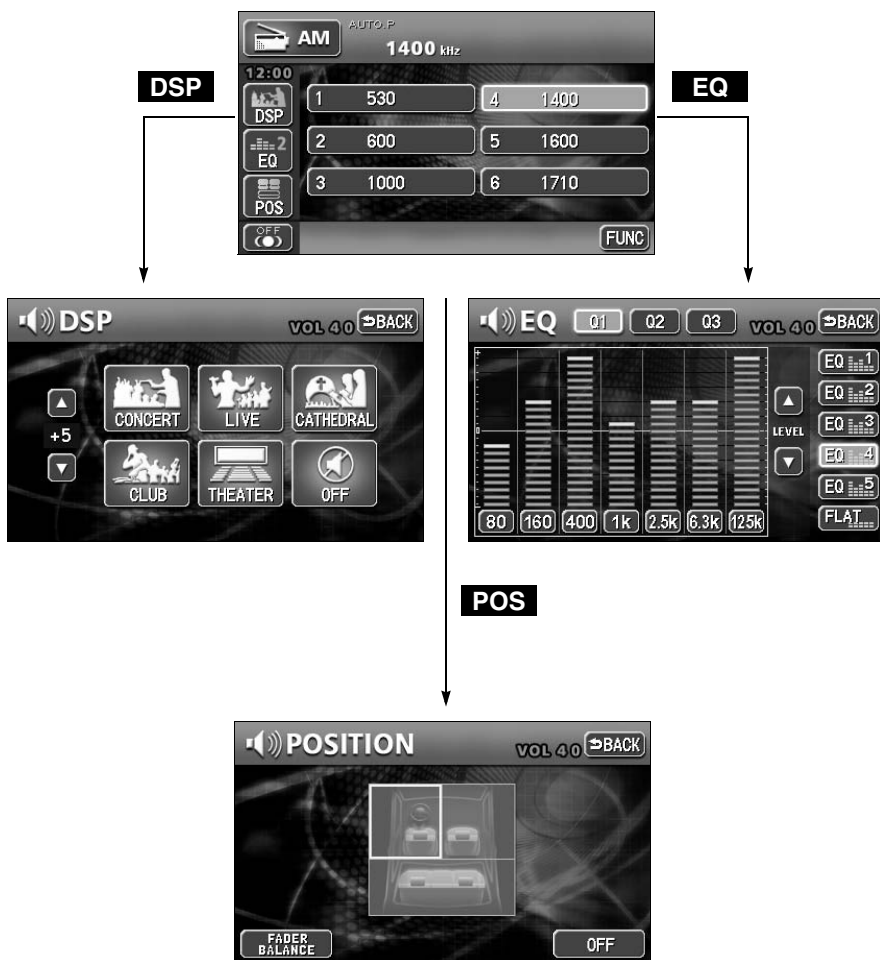 AM AUTO.P
1400 kHz
12:00
DSP
EQ
DSP
1 530
4 1400
2 EQ
2 600
5 1600
POS
3 1000
6 1710
OFF
FUNC
DSP VOL 40 BACK
+5
CONCERT LIVE CATHEDRAL
CLUB THEATER OFF
EQ Q1 Q2 Q3 VOL 40 BACK
+
0
-
LEVEL
EQ 1
EQ 2
EQ 3
EQ 4
EQ 5
FLAT
80 160 400 1k 2.5k 6.3k 125k
POS
POSITION VOL 40 BACK
FADER
BALANCE
OFF